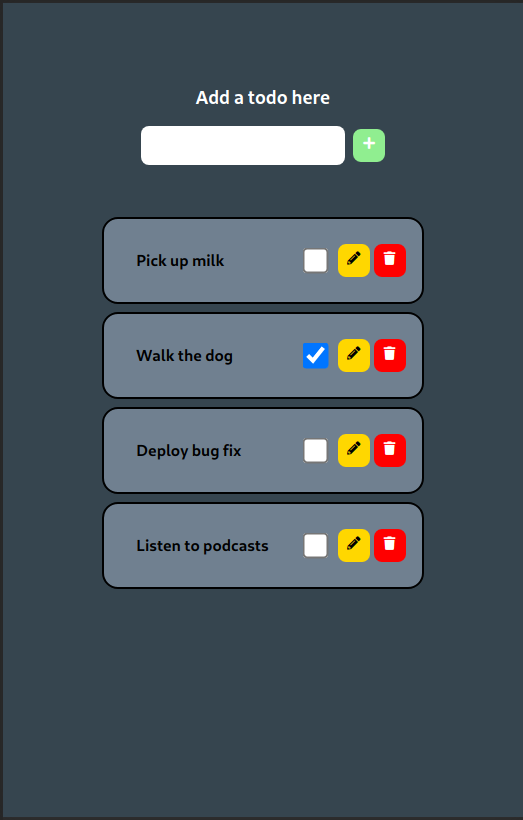 Add a todo here
+
Pick up milk
Walk the dog
Deploy bug fix
Listen to podcasts